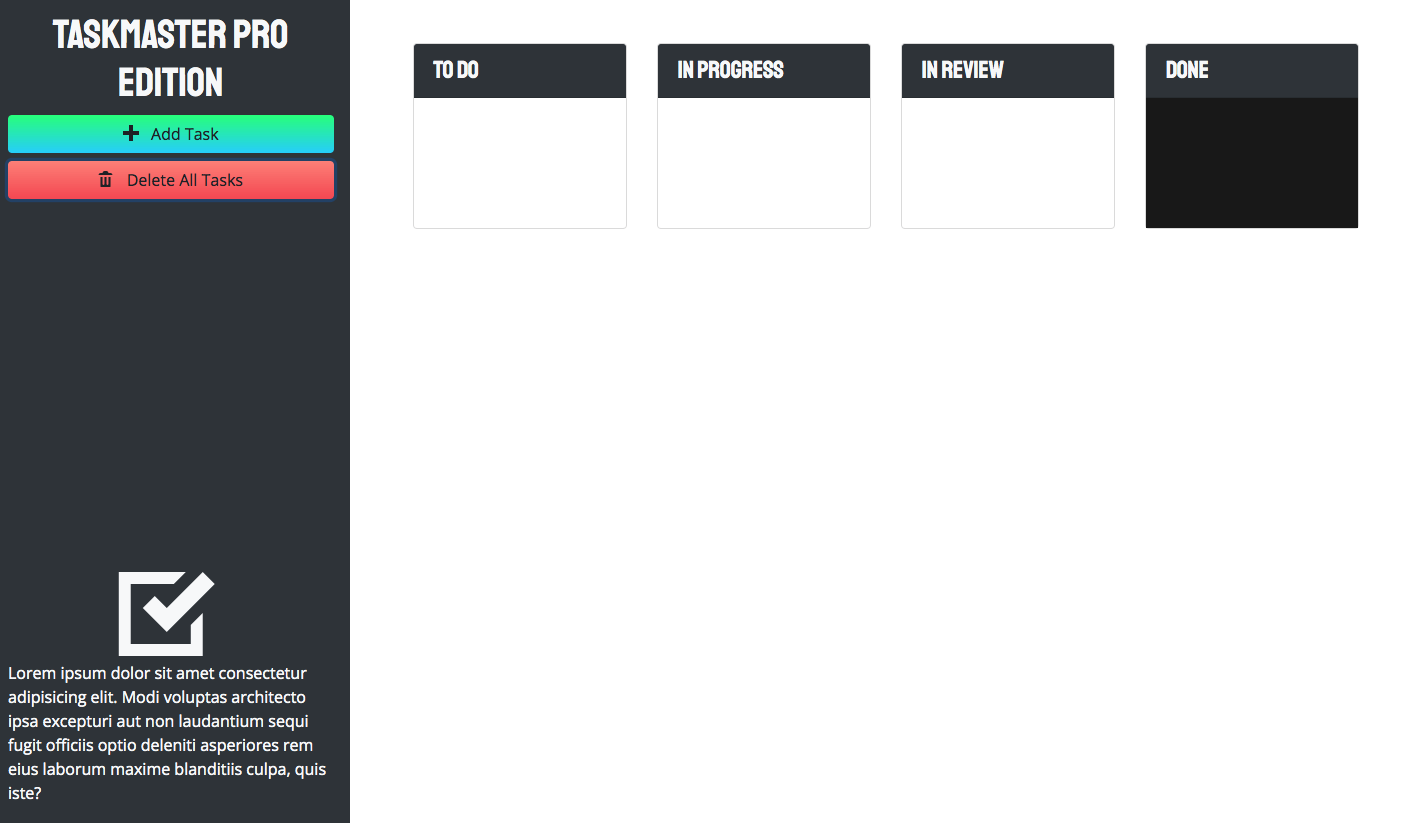 TASKMASTER PRO
EDITION
Add Task
Delete All Tasks
TO DO
IN PROGRESS
IN REVIEW
DONE
Lorem ipsum dolor sit amet consectetur
adipisicing elit. Modi voluptas architecto
ipsa excepturi aut non laudantium sequi
fugit officiis optio deleniti asperiores rem
eius laborum maxime blanditiis culpa, quis
iste?